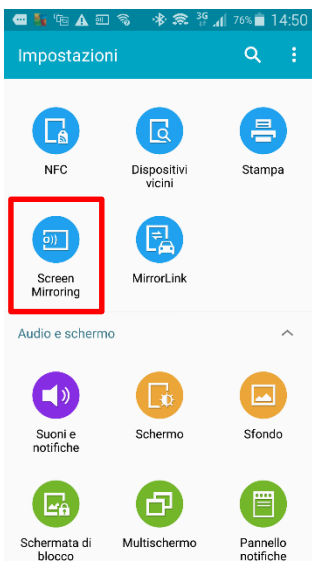 3G 76% 14:50
Impostazioni
NFC
Dispositivi
vicini
Stampa
Screen
Mirroring
MirrorLink
Audio e schermo
Suoni e
notifiche
Schermo
Sfondo
Schermata di
blocco
Multischermo
Pannello
notifiche